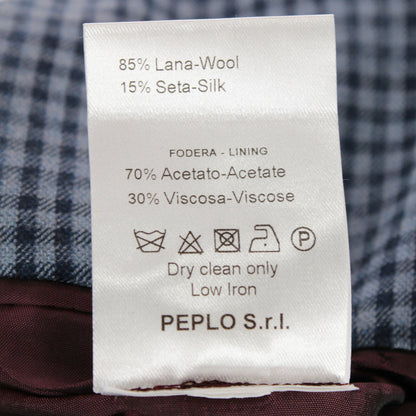 85% Lana-Wool
15% Seta-Silk
FODERA - LINING
70% Acetato-Acetate
30% Viscosa-Viscose
P
Dry clean only
Low Iron
PEPLO S.r.l.